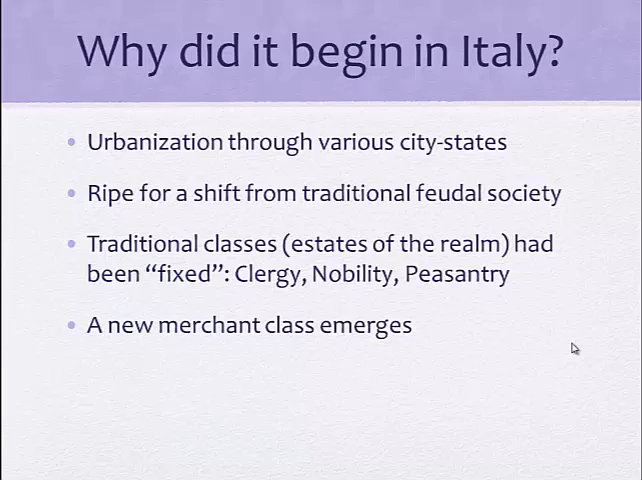 Why did it begin in Italy?
• Urbanization through various city-states
• Ripe for a shift from traditional feudal society
• Traditional classes (estates of the realm) had
been “fixed”: Clergy, Nobility, Peasantry
• A new merchant class emerges